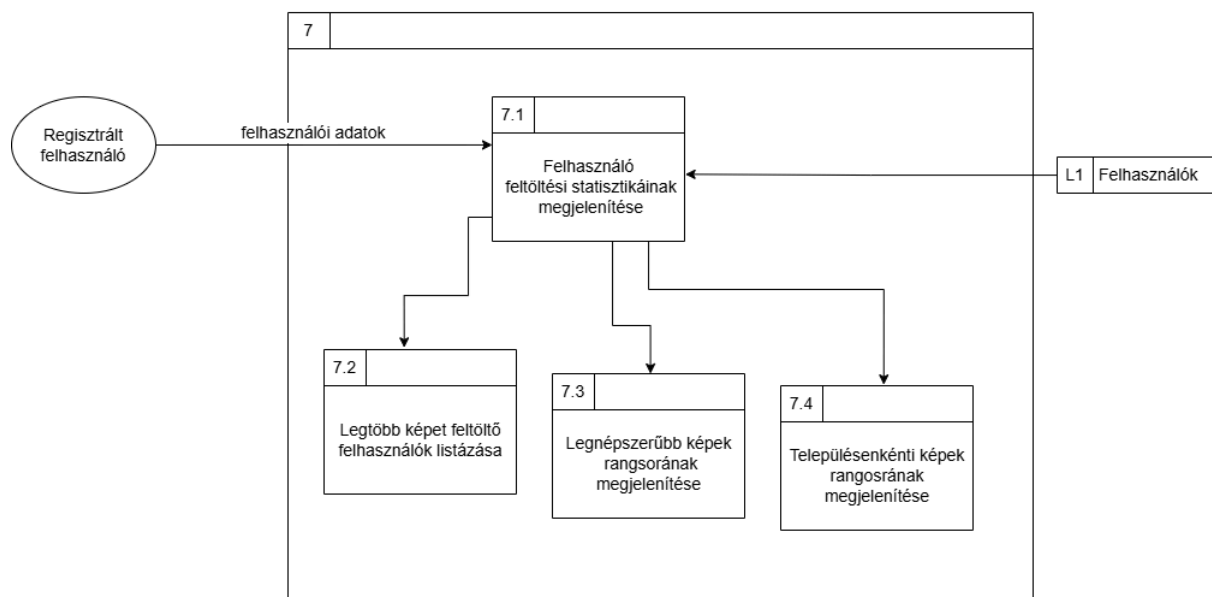 7
7.1
Regisztrált
felhasználó
felhasználói adatok
Felhasználó
feltöltési statisztikáinak
megjelenítése
L1
Felhasználók
7.2
Legtöbb képet feltöltő
felhasználók listázása
7.3
Legnépszerűbb képek
rangsorának
megjelenítése
7.4
Településenkénti képek
rangosrának
megjelenítése